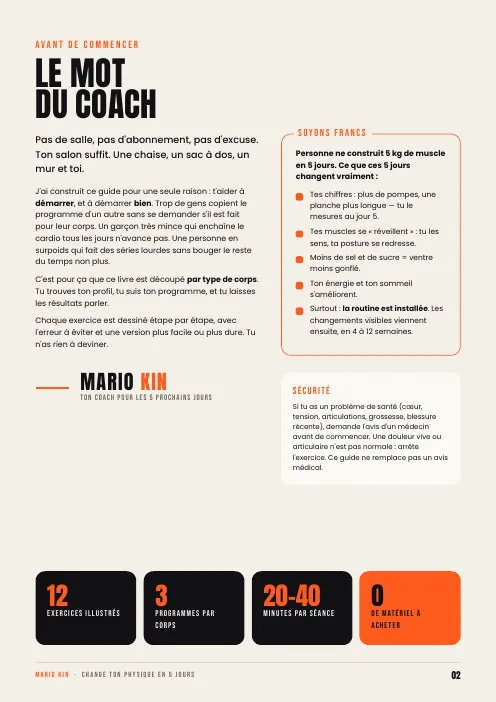 AVANT DE COMMENCER
LE MOT
DU COACH
Pas de salle, pas d'abonnement, pas d'excuse.
Ton salon suffit. Une chaise, un sac à dos, un
mur et toi.
J'ai construit ce guide pour une seule raison : t'aider à
démarrer, et à démarrer bien. Trop de gens copient le
programme d'un autre sans se demander s'il est fait
pour leur corps. Un garçon très mince qui enchaîne le
cardio tous les jours n'avance pas. Une personne en
surpoids qui fait des séries lourdes sans bouger le reste
du temps non plus.
C'est pour ça que ce livre est découpé par type de corps.
Tu trouves ton profil, tu suis ton programme, et tu laisses
les résultats parler.
Chaque exercice est dessiné étape par étape, avec
l'erreur à éviter et une version plus facile ou plus dure. Tu
n'as rien à deviner.
MARIO KIN
TON COACH POUR LES 5 PROCHAINS JOURS
SOYONS FRANCS
Personne ne construit 5 kg de muscle
en 5 jours. Ce que ces 5 jours
changent vraiment :
Tes chiffres : plus de pompes, une
planche plus longue — tu le
mesures au jour 5.
Tes muscles se « réveillent » : tu les
sens, ta posture se redresse.
Moins de sel et de sucre = ventre
moins gonflé.
Ton énergie et ton sommeil
s'améliorent.
Surtout : la routine est installée. Les
changements visibles viennent
ensuite, en 4 à 12 semaines.
SÉCURITÉ
Si tu as un problème de santé (cœur,
tension, articulations, grossesse, blessure
récente), demande l'avis d'un médecin
avant de commencer. Une douleur vive ou
articulaire n'est pas normale : arrête
l'exercice. Ce guide ne remplace pas un avis
médical.
12
EXERCICES ILLUSTRÉS
3
PROGRAMMES PAR
CORPS
20-40
MINUTES PAR SÉANCE
0
DE MATÉRIEL À
ACHETER
MARIO KIN · CHANGE TON PHYSIQUE EN 5 JOURS
02